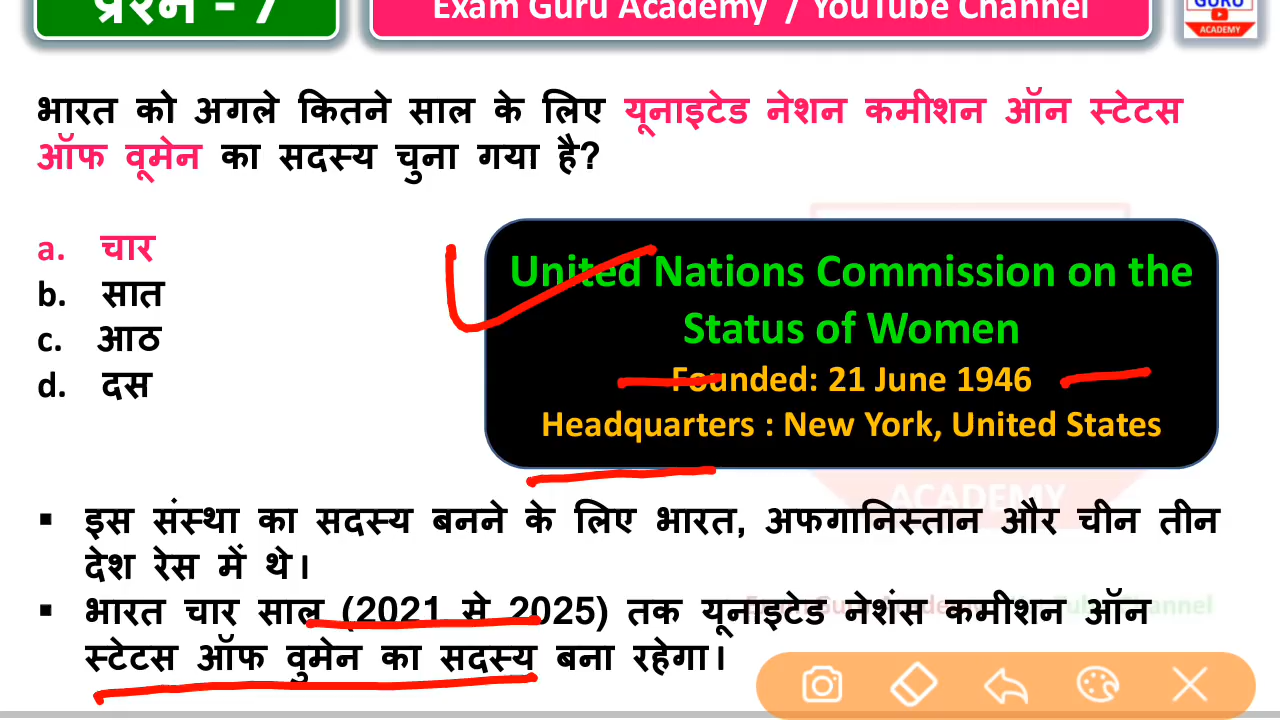 प्रश्न - 7
Exam Guru Academy / YouTube Channel
GURU
ACADEMY
भारत को अगले कितने साल के लिए यूनाइटेड नेशन कमीशन ऑन स्टेटस
ऑफ वूमेन का सदस्य चुना गया है?
a. चार
b. सात
c. आठ
d. दस
United Nations Commission on the
Status of Women
Founded: 21 June 1946
Headquarters : New York, United States
ACADEMY
▪ इस संस्था का सदस्य बनने के लिए भारत, अफगानिस्तान और चीन तीन
देश रेस में थे।
▪ भारत चार साल (2021 से 2025) तक यूनाइटेड नेशंस कमीशन ऑन
स्टेटस ऑफ वुमेन का सदस्य बना रहेगा।